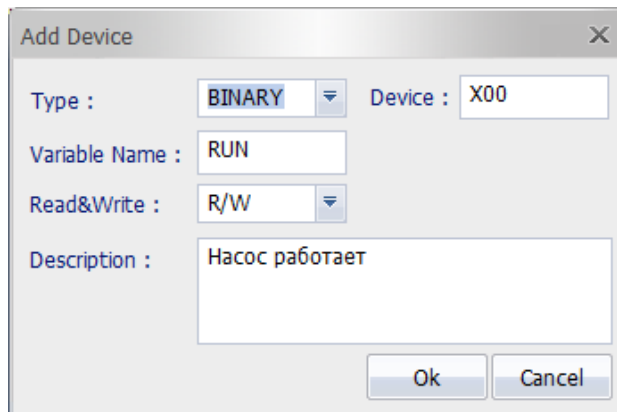 Add Device
Type : BINARY Device : X00
Variable Name : RUN
Read&Write : R/W
Description : Насос работает
Ok Cancel